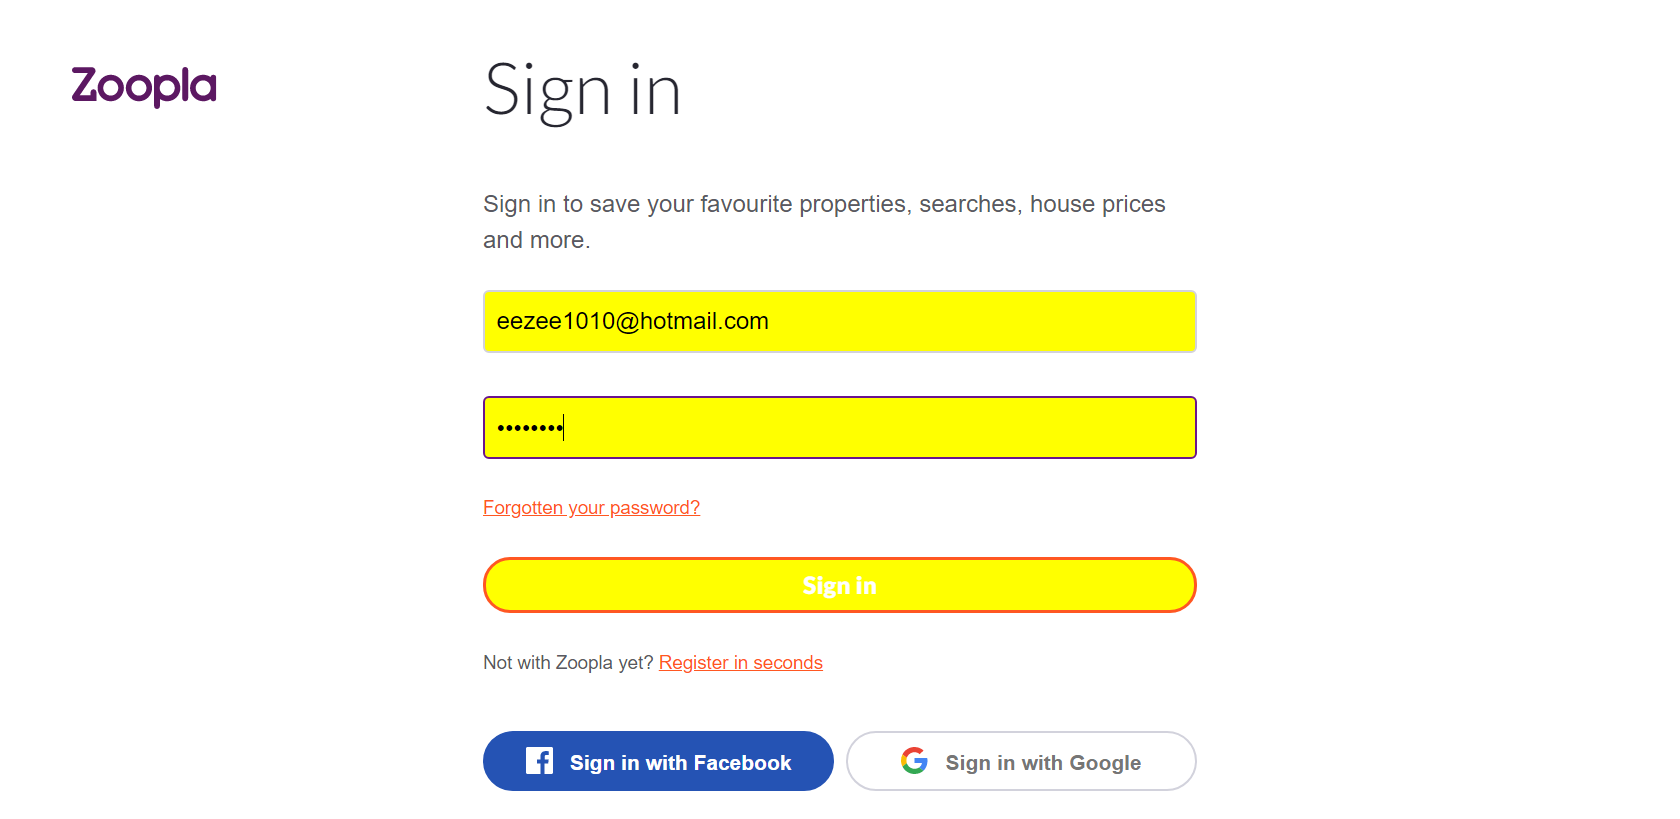 Zoopla
Sign in
Sign in to save your favourite properties, searches, house prices
and more.
eezee1010@hotmail.com
••••••••
Forgotten your password?
Sign in
Not with Zoopla yet? Register in seconds
Sign in with Facebook
Sign in with Google